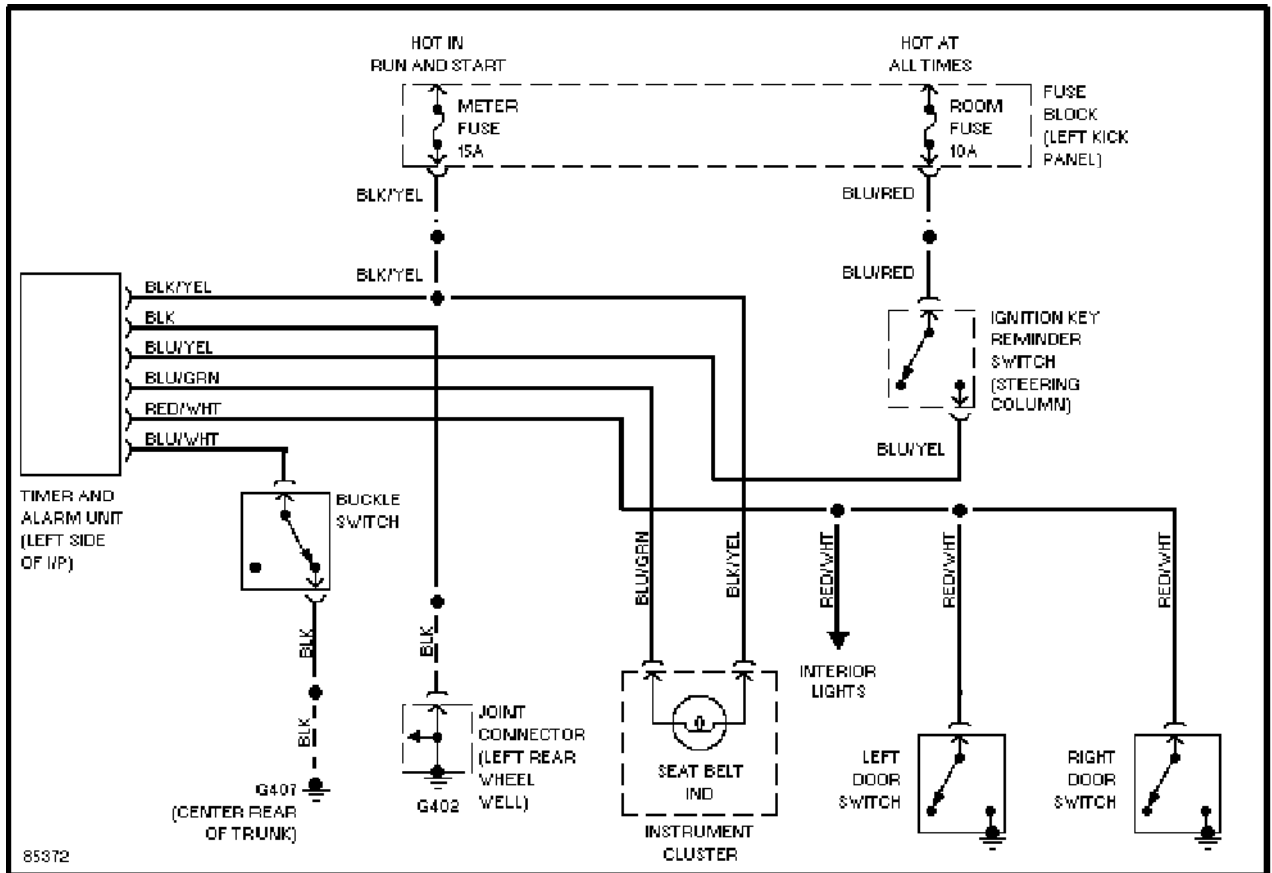 HOT IN
RUN AND START
HOT AT
ALL TIMES
METER
FUSE
15A
ROOM
FUSE
10A
FUSE
BLOCK
(LEFT KICK
PANEL)
BLK/YEL
BLU/RED
BLK/YEL
BLU/RED
BLK/YEL
BLK
BLU/YEL
BLU/GRN
RED/WHT
BLU/WHT
IGNITION KEY
REMINDER
SWITCH
(STEERING
COLUMN)
BLU/YEL
TIMER AND
ALARM UNIT
(LEFT SIDE
OF I/P)
BUCKLE
SWITCH
BLU/GRN
BLK/YEL
RED/WHT
RED/WHT
RED/WHT
BLK
BLK
BLK
INTERIOR
LIGHTS
JOINT
CONNECTOR
(LEFT REAR
WHEEL
WELL)
G402
G407
(CENTER REAR
OF TRUNK)
SEAT BELT
IND
INSTRUMENT
CLUSTER
LEFT
DOOR
SWITCH
RIGHT
DOOR
SWITCH
85372